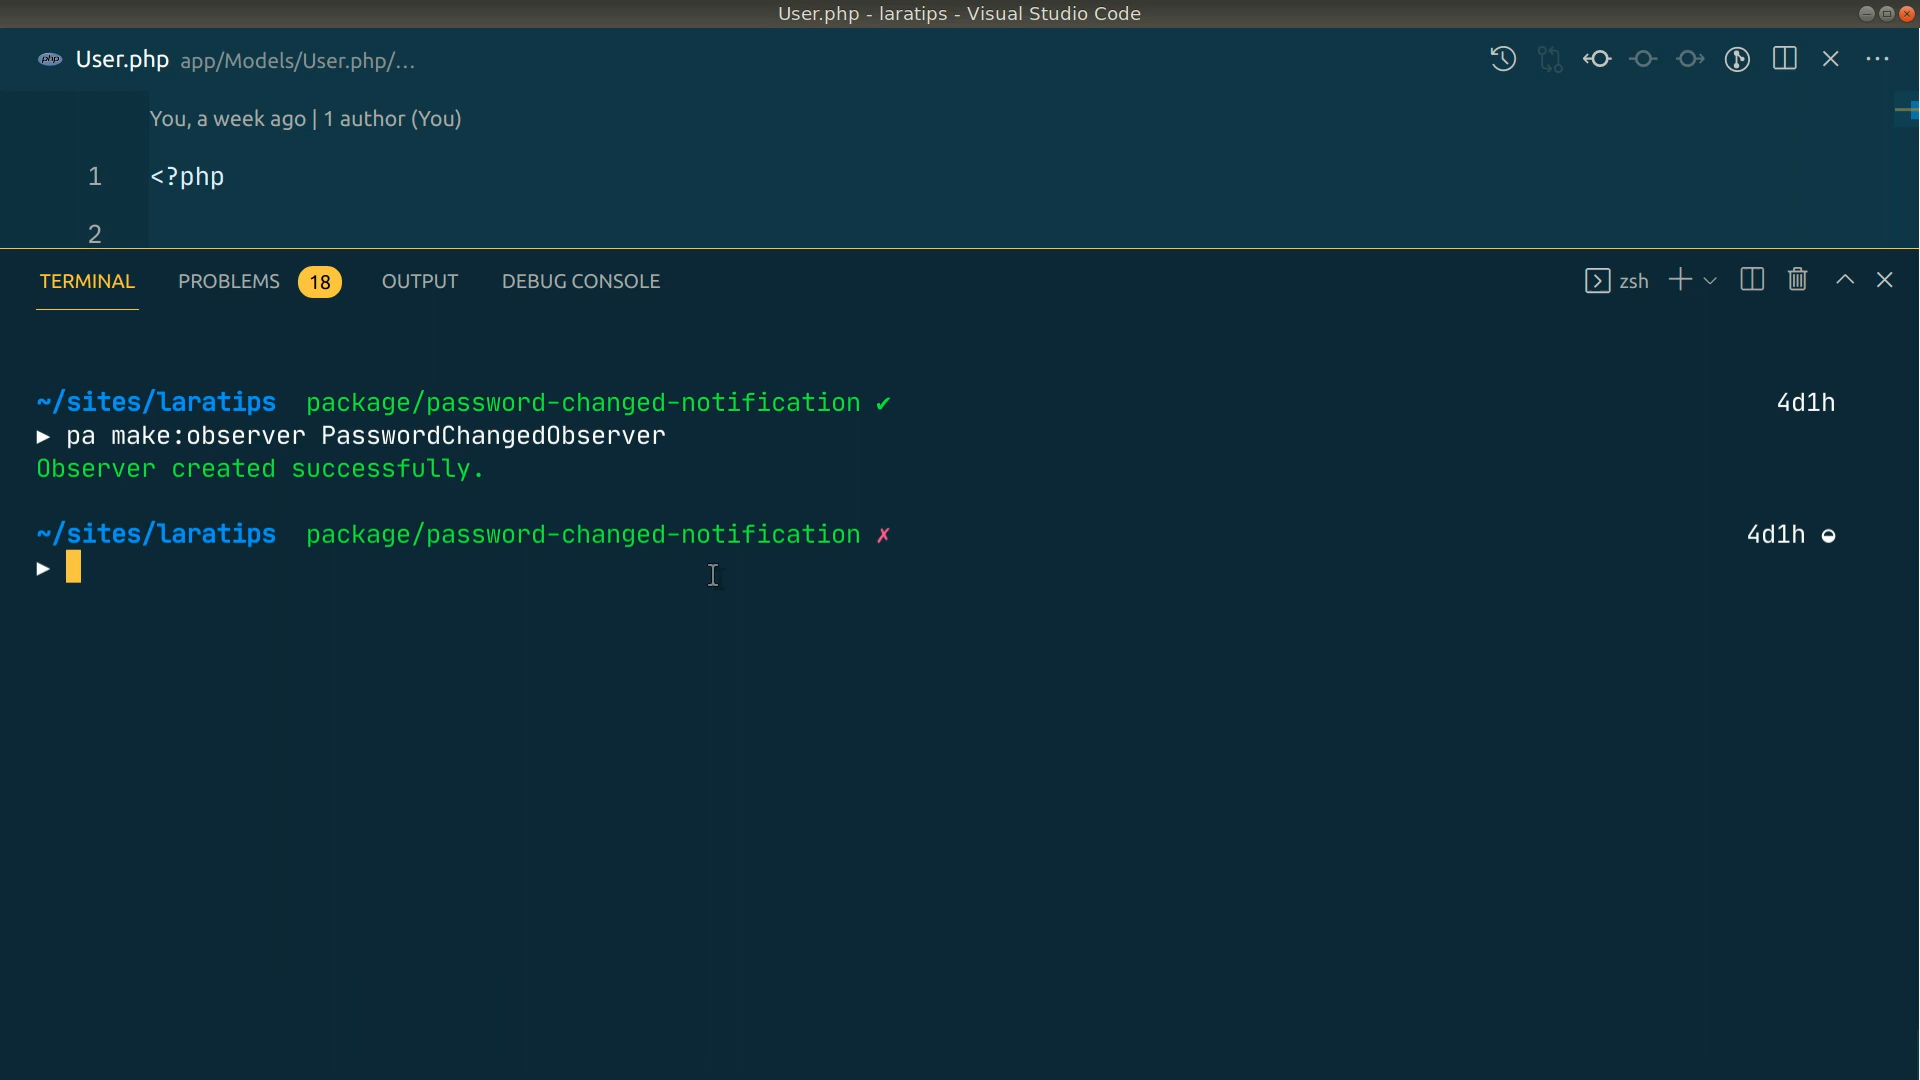 User.php - laratips - Visual Studio Code
php User.php app/Models/User.php/...
You, a week ago | 1 author (You)
1 <?php
2
TERMINAL PROBLEMS 18 OUTPUT DEBUG CONSOLE zsh
~/sites/laratips package/password-changed-notification ✔ 4d1h
▶ pa make:observer PasswordChangedObserver
Observer created successfully.
~/sites/laratips package/password-changed-notification ✗ 4d1h ◒
▶